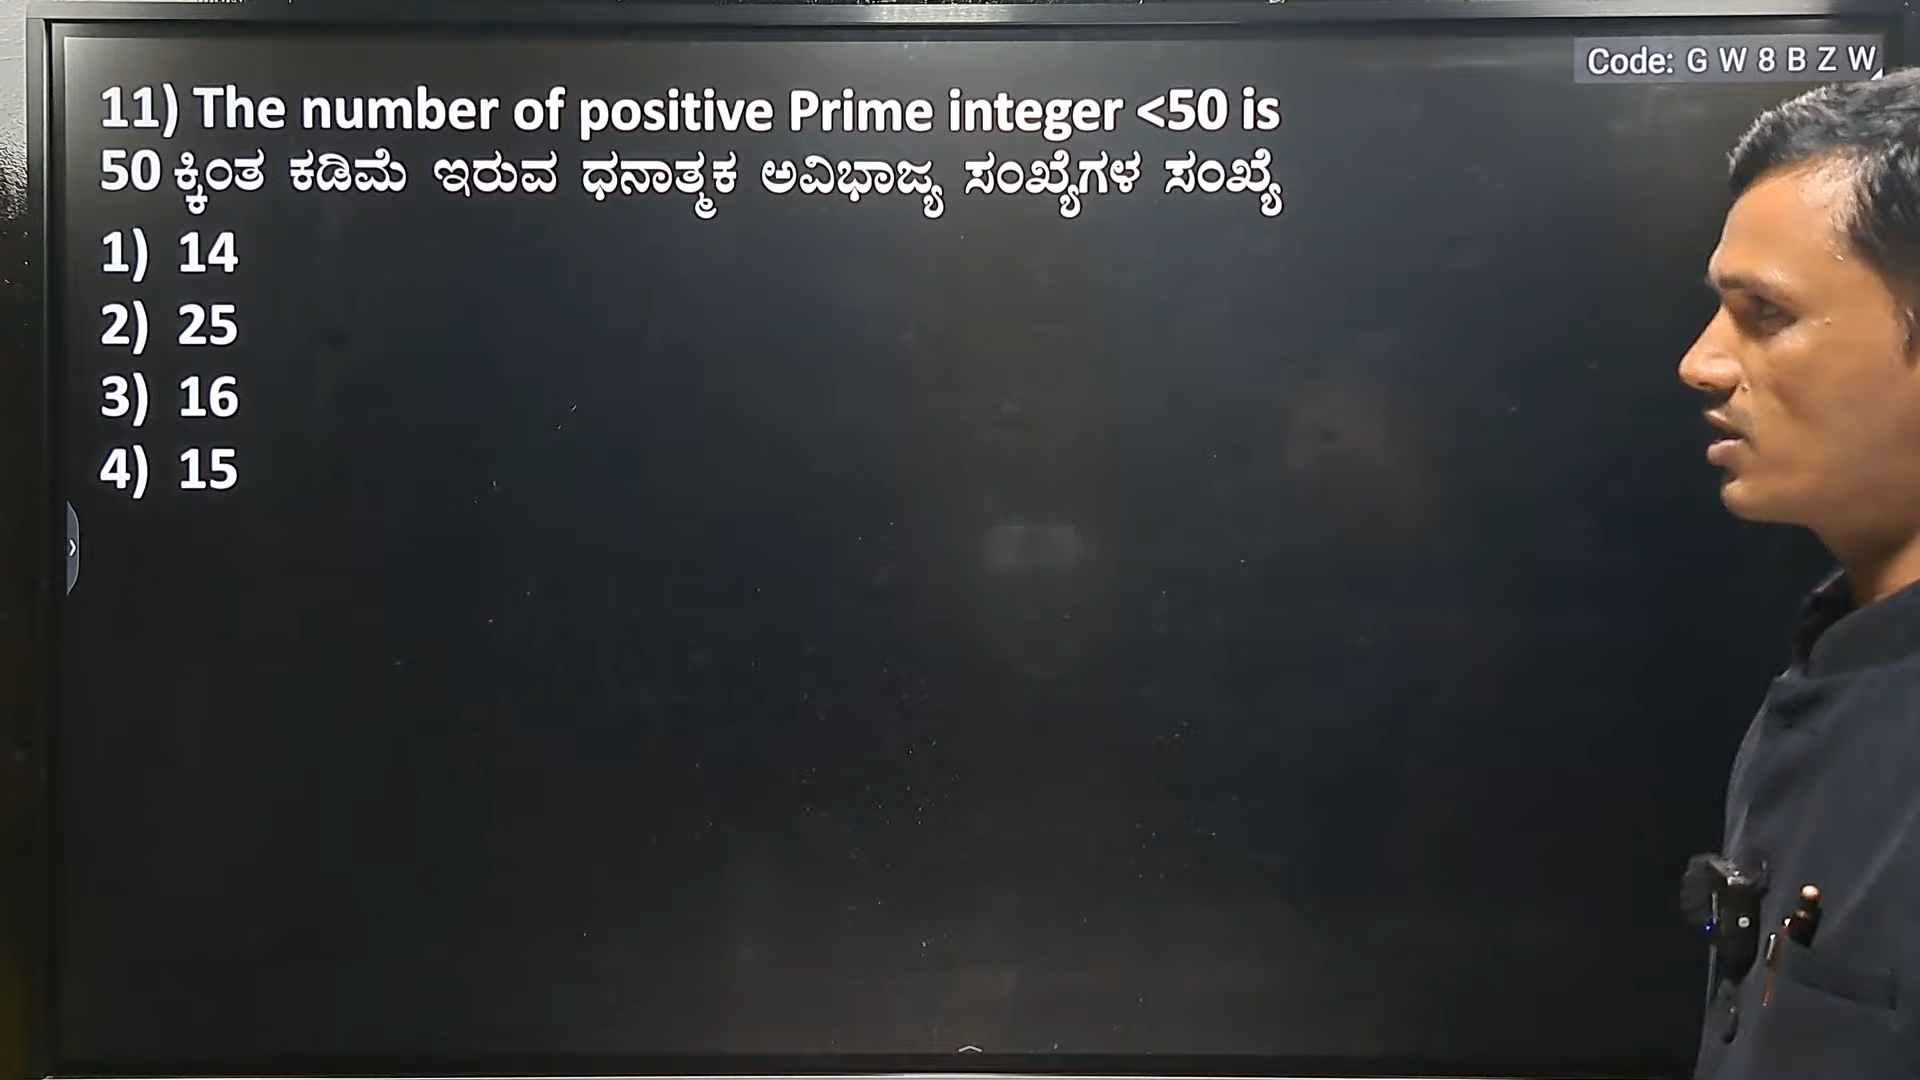 Code: G W 8 B Z W
11) The number of positive Prime integer <50 is
50 ಕ್ಕಿಂತ ಕಡಿಮೆ ಇರುವ ಧನಾತ್ಮಕ ಅವಿಭಾಜ್ಯ ಸಂಖ್ಯೆಗಳ ಸಂಖ್ಯೆ
1) 14
2) 25
3) 16
4) 15